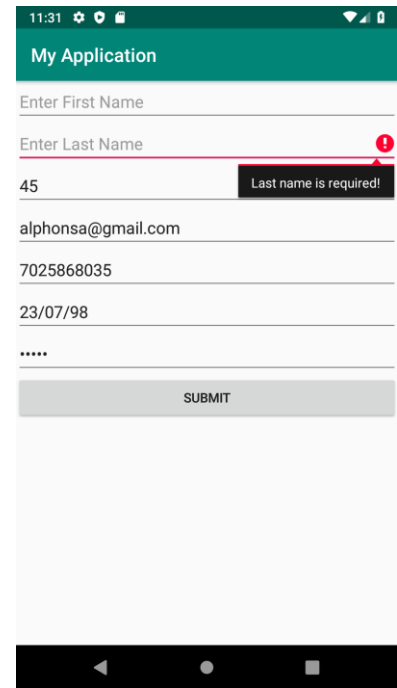 11:31
My Application
Enter First Name
Enter Last Name
45
Last name is required!
alphonsa@gmail.com
7025868035
23/07/98
•••••
SUBMIT